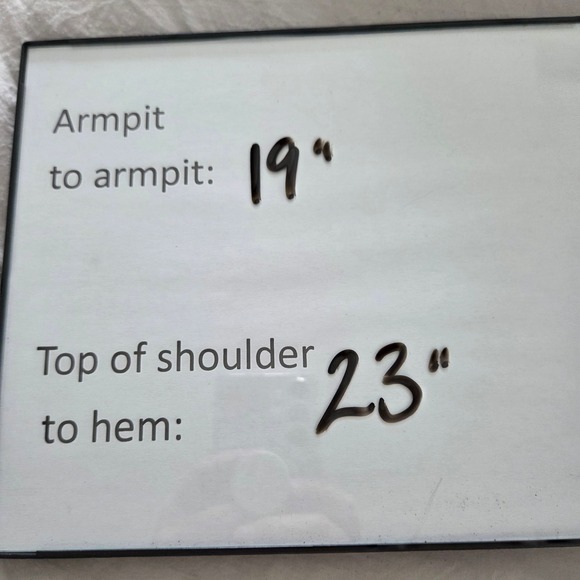 Armpit
to armpit: 19"
Top of shoulder 23"
to hem: